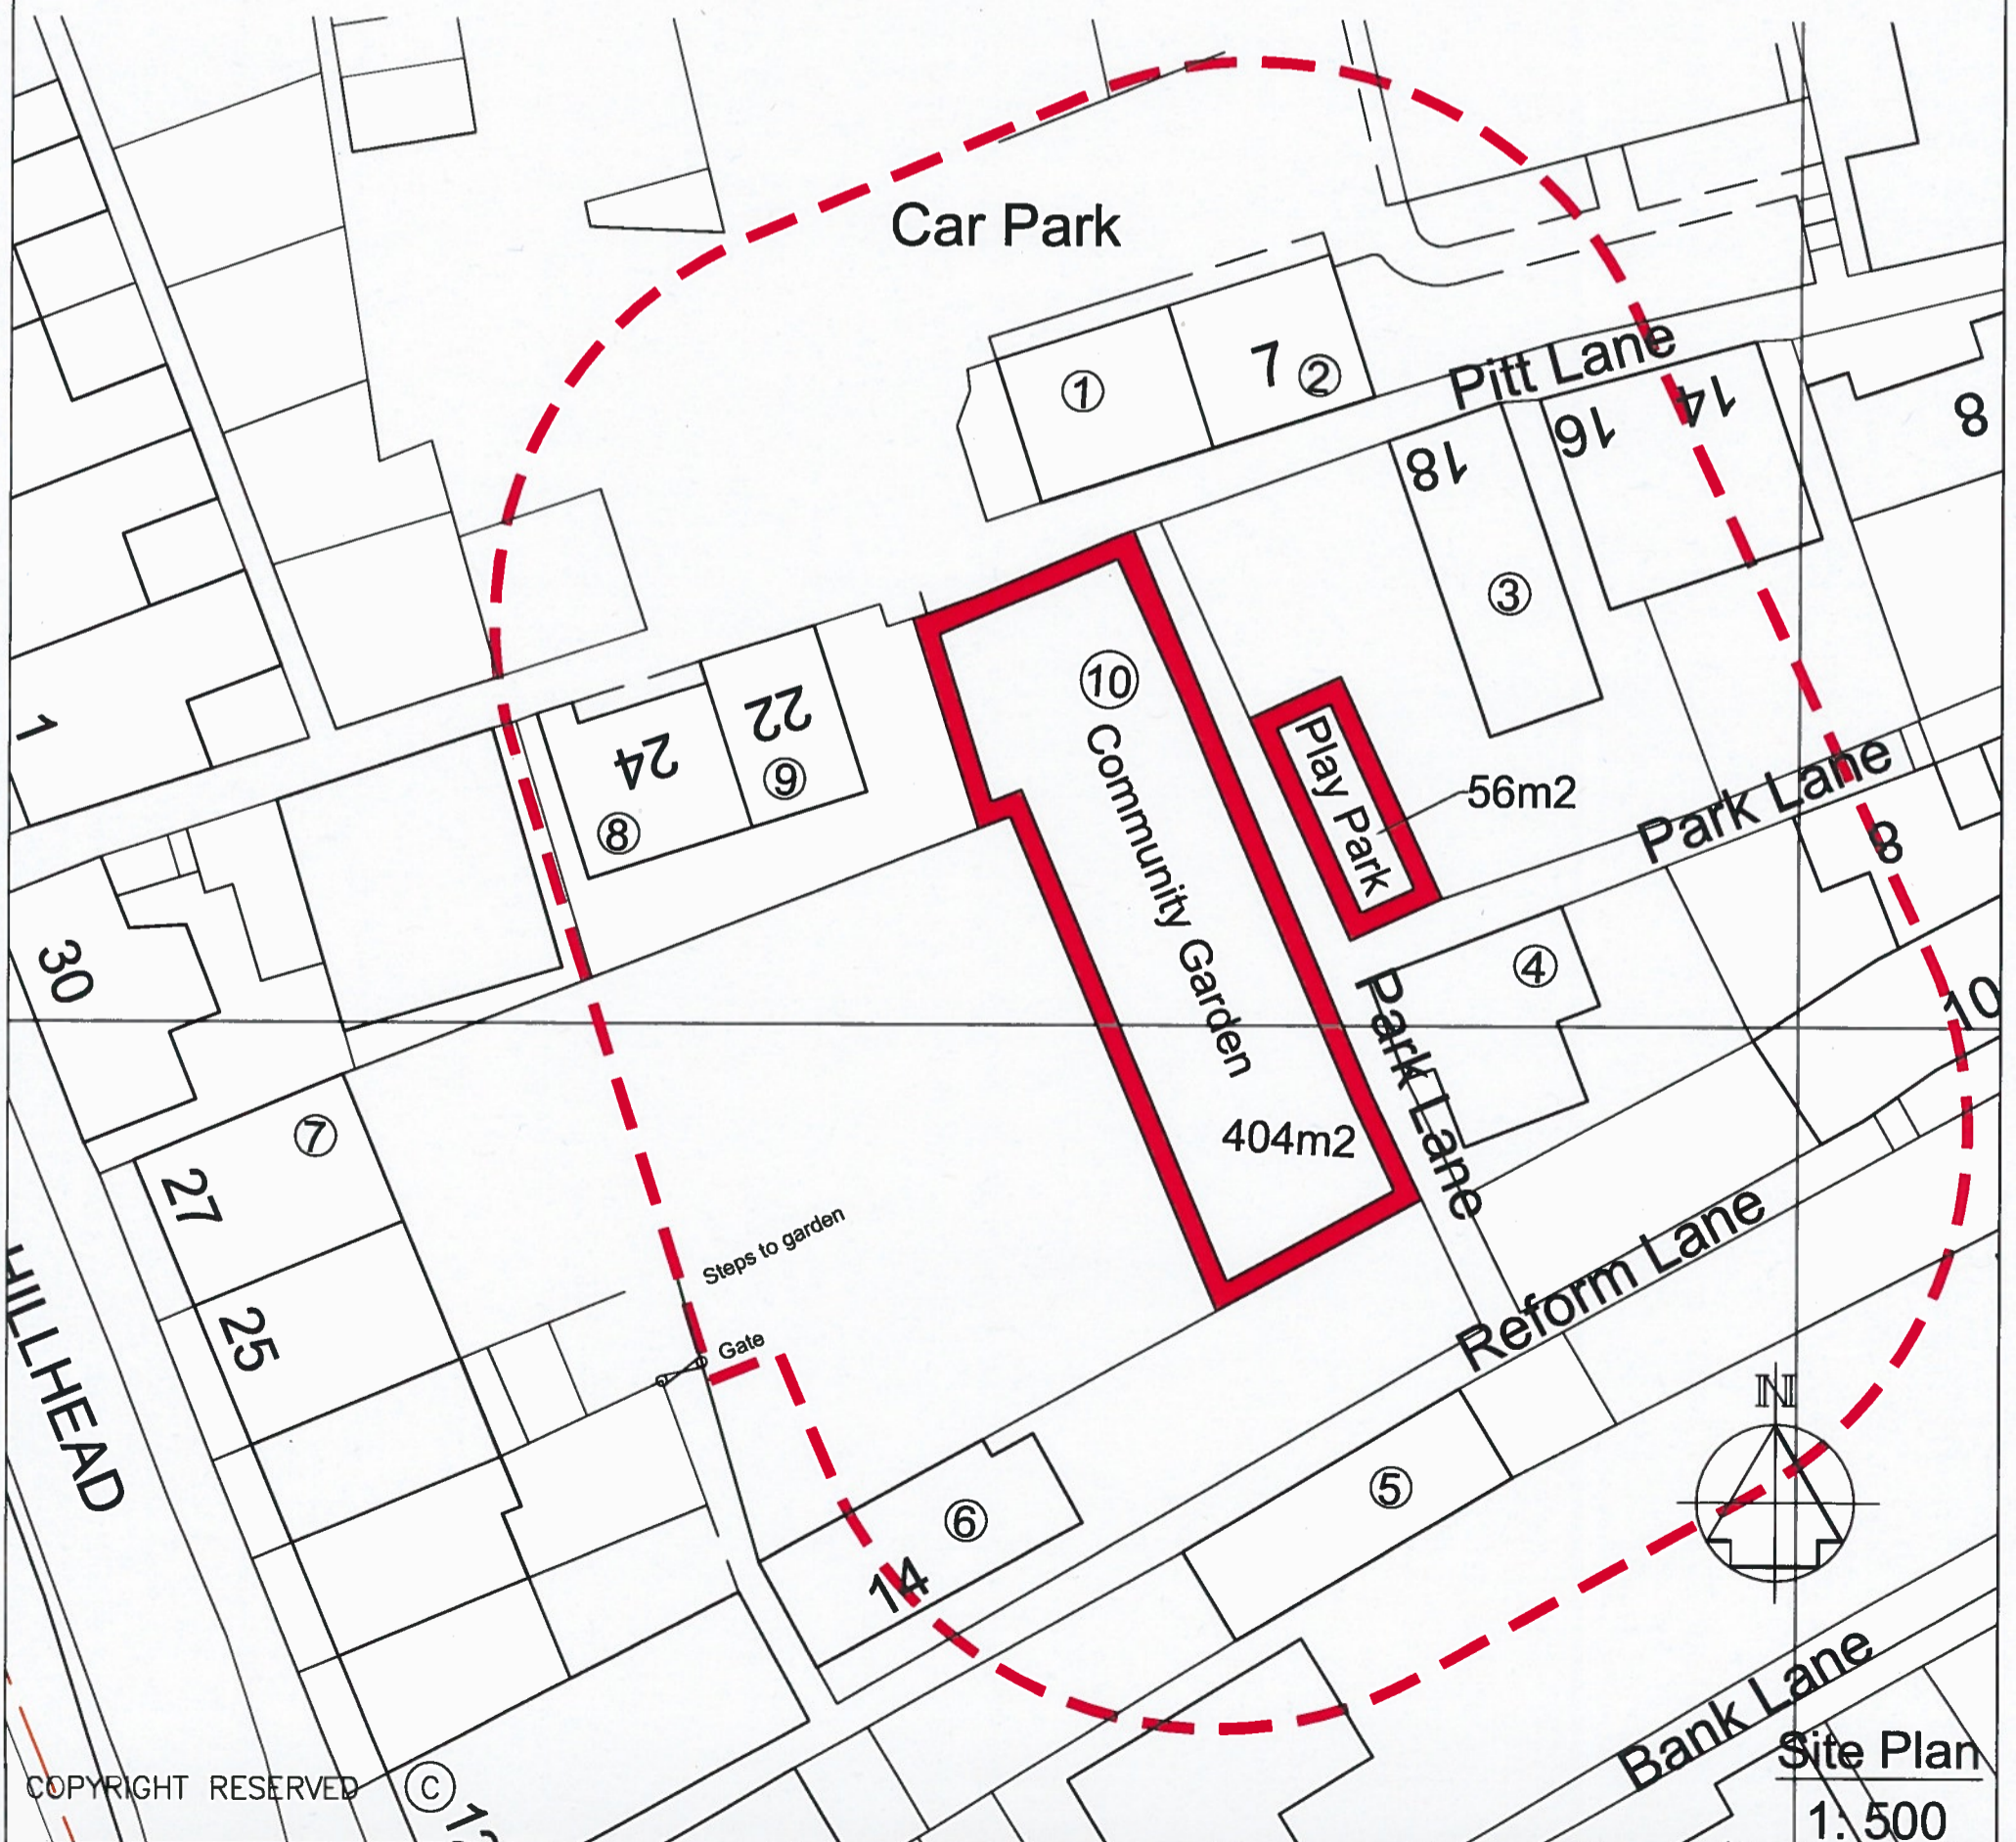 Car Park
1
7
2
Pitt Lane
14
16
18
8
3
10
Community Garden
404m2
Play Park
56m2
22
24
9
8
1
Park Lane
8
30
4
10
Park Lane
7
27
25
HILLHEAD
Steps to garden
Gate
Reform Lane
N
5
6
14
Bank Lane
Site Plan
1:500
COPYRIGHT RESERVED C